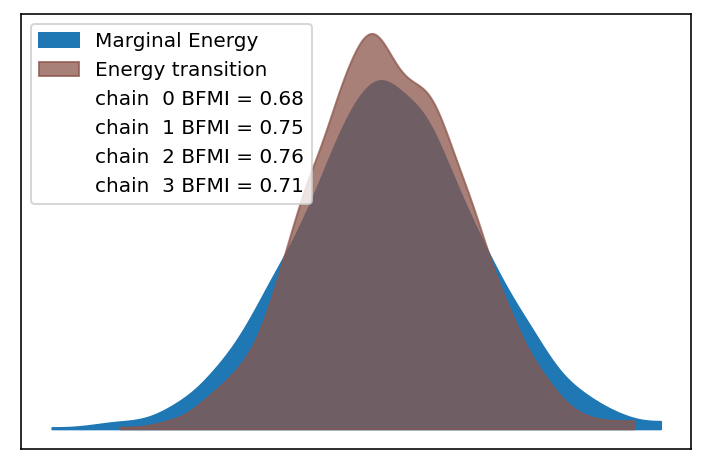 Marginal Energy
Energy transition
chain  0 BFMI = 0.68
chain  1 BFMI = 0.75
chain  2 BFMI = 0.76
chain  3 BFMI = 0.71